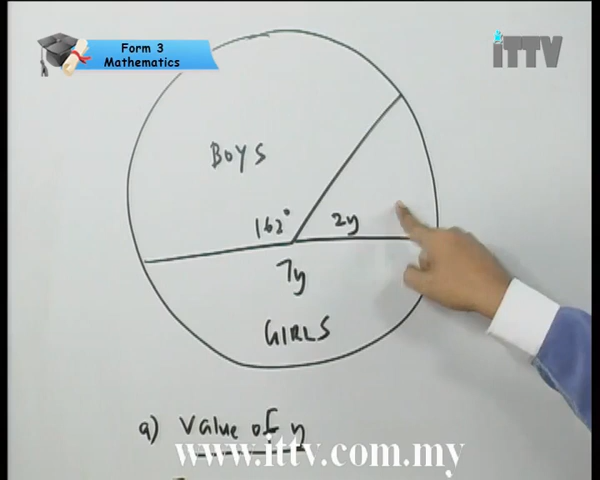 Form 3
Mathematics
iTTV
BOYS
162°
2y
7y
GIRLS
a) Value of y
www.ittv.com.my